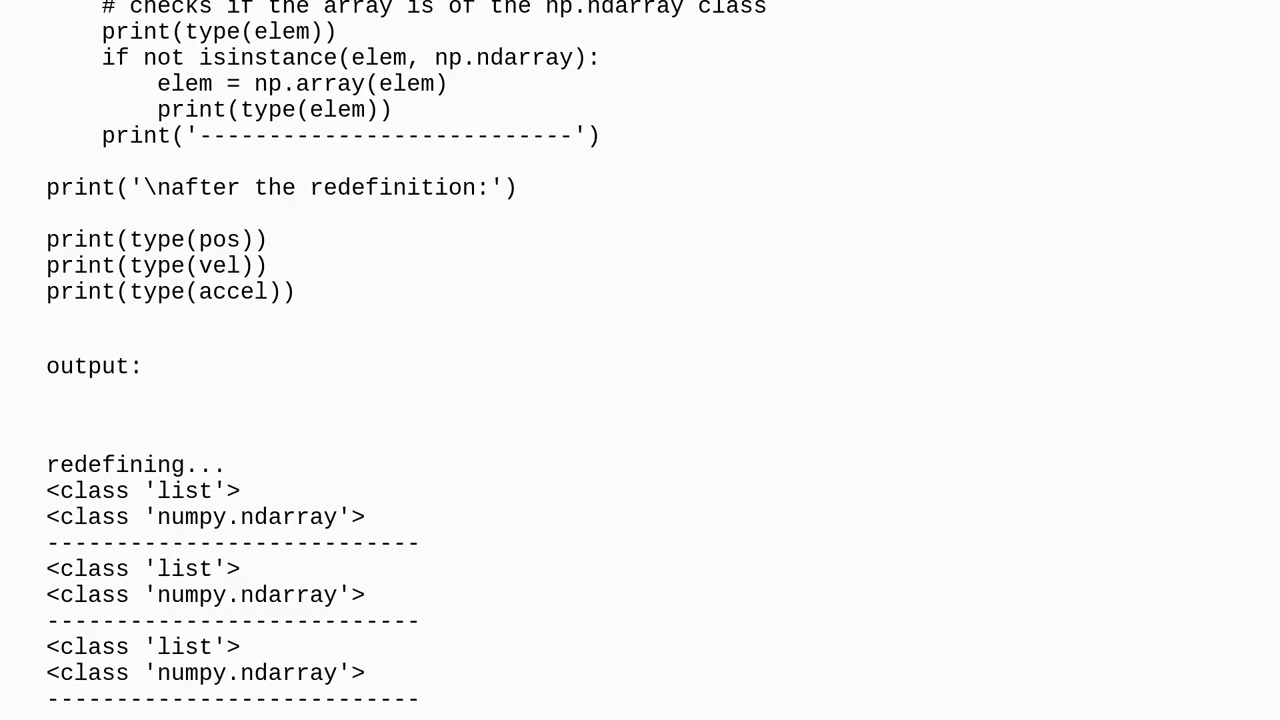 # checks if the array is of the np.ndarray class
print(type(elem))
if not isinstance(elem, np.ndarray):
elem = np.array(elem)
print(type(elem))
print('---------------------------')
print('\nafter the redefinition:')
print(type(pos))
print(type(vel))
print(type(accel))
output:
redefining...
<class 'list'>
<class 'numpy.ndarray'>
---------------------------
<class 'list'>
<class 'numpy.ndarray'>
---------------------------
<class 'list'>
<class 'numpy.ndarray'>
---------------------------